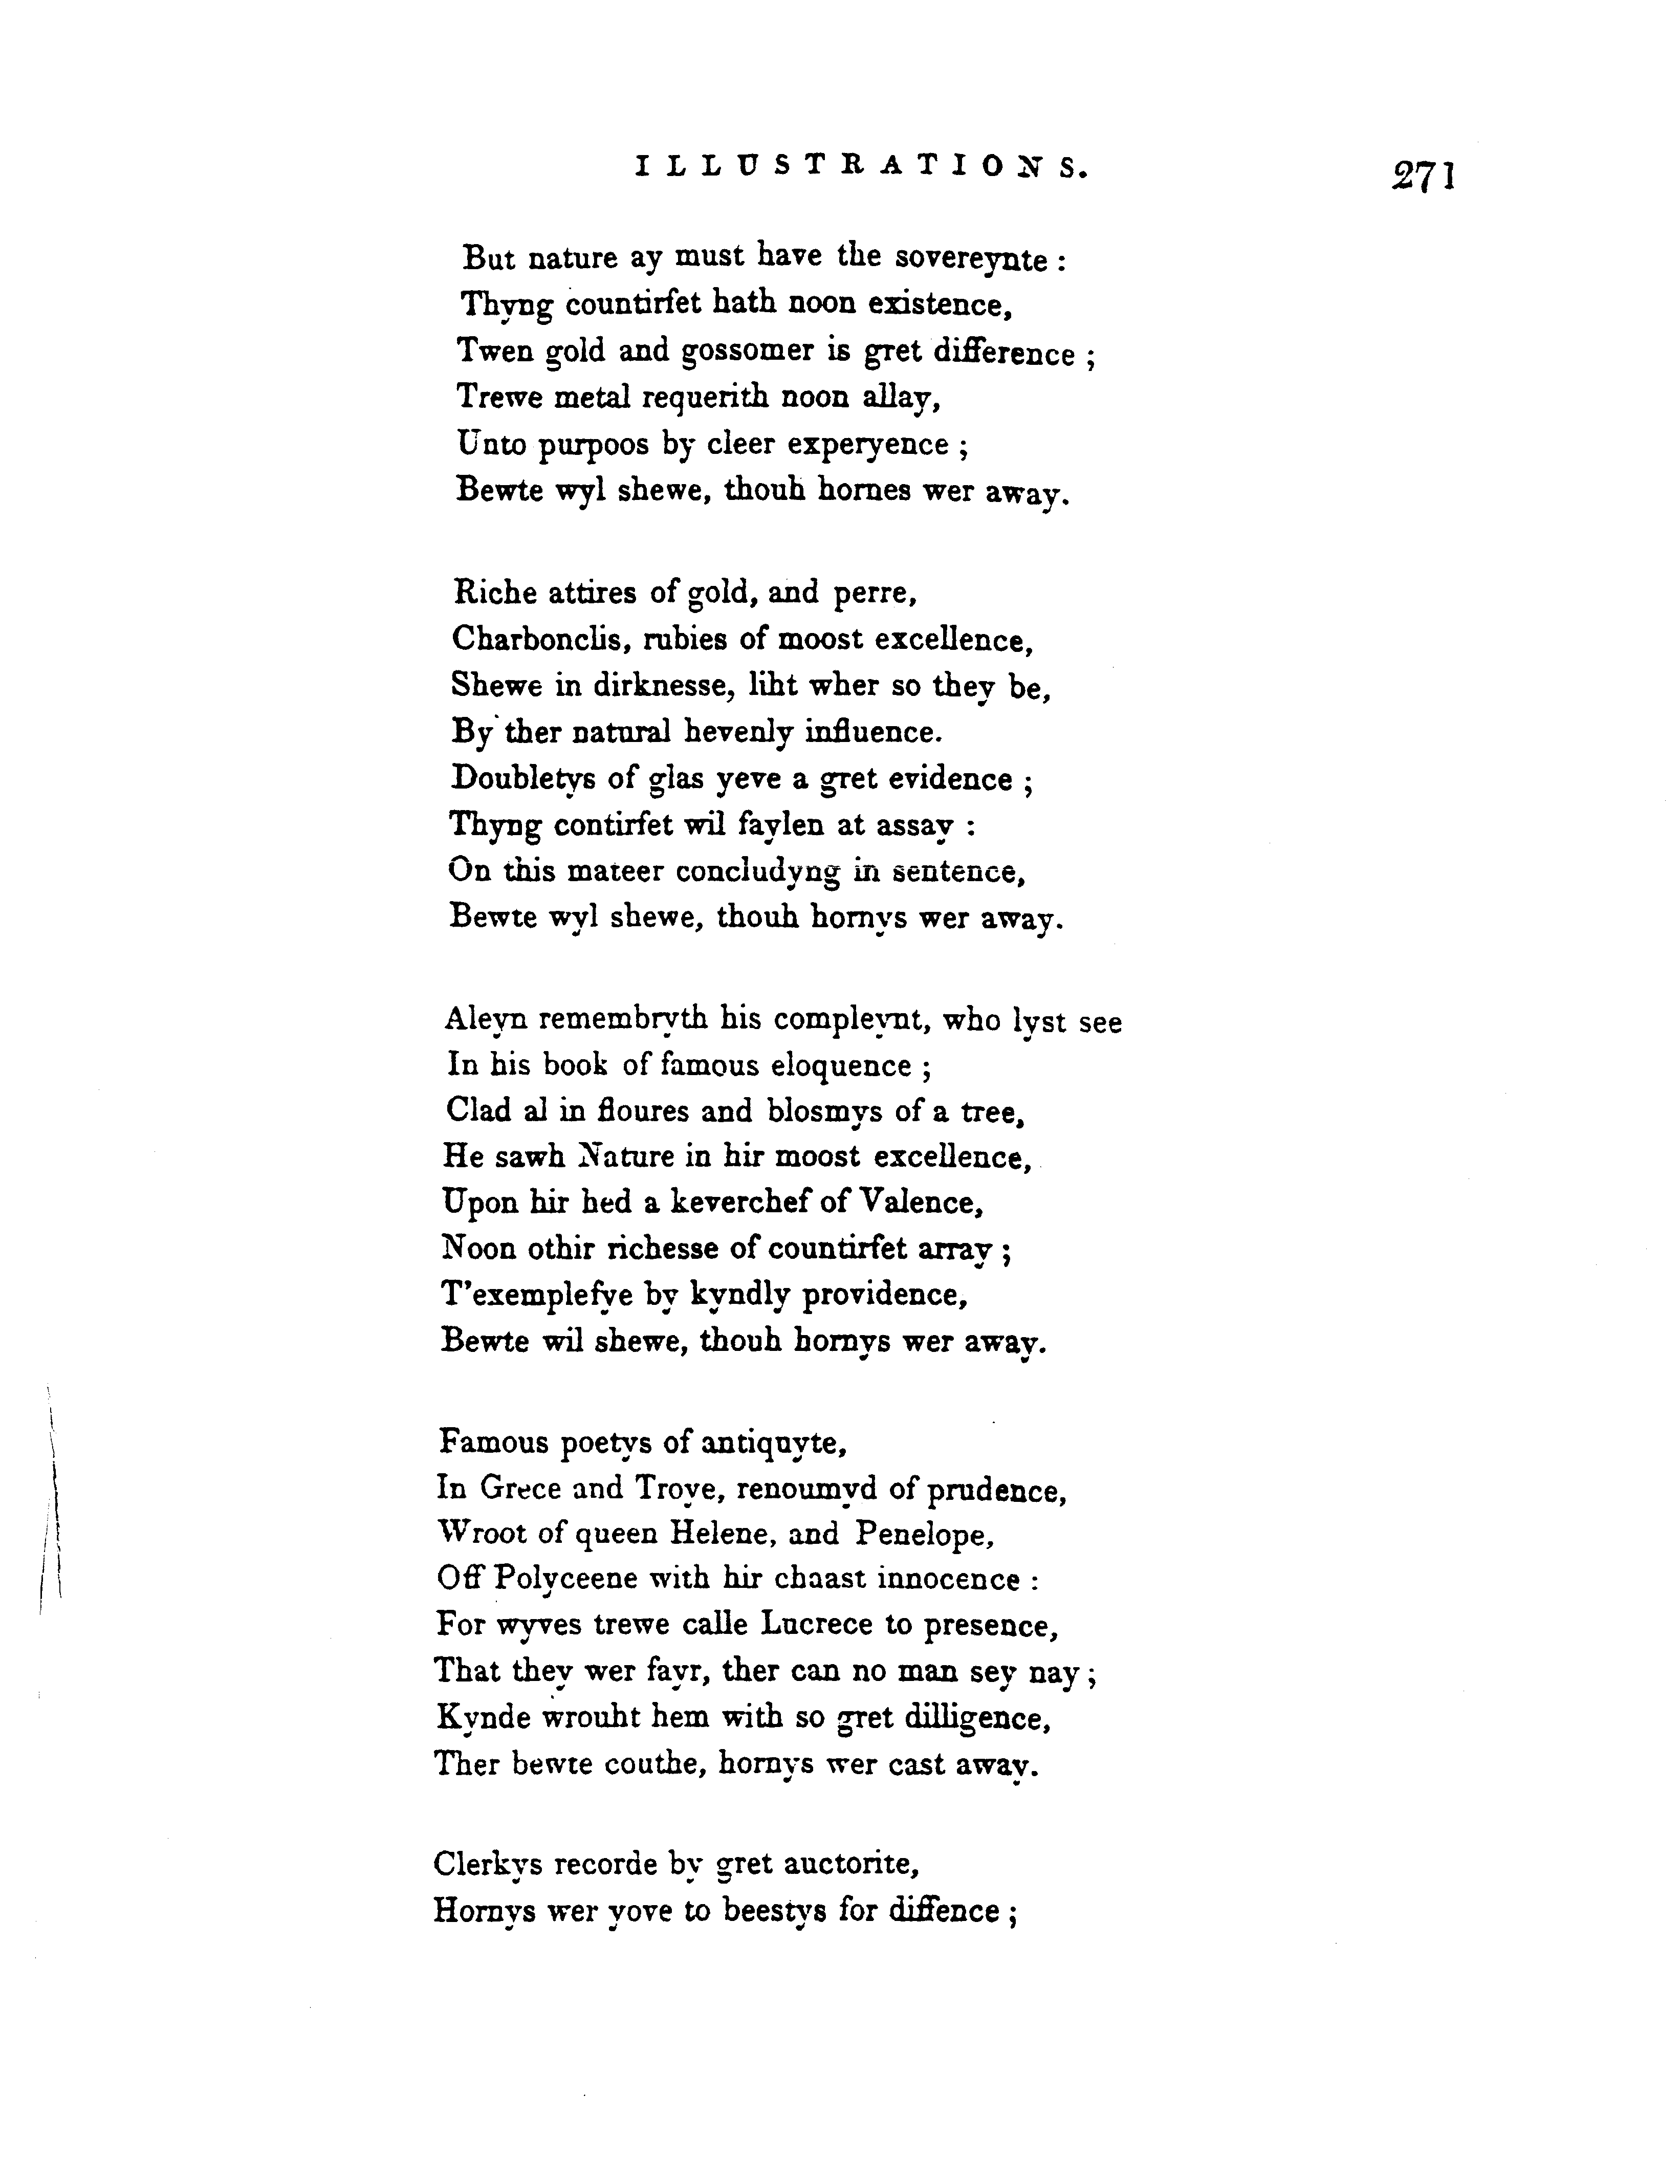 ILLUSTRATIONS. 271
But nature ay must have the sovereynte :
Thyng countirfet hath noon existence,
Twen gold and gossomer is gret difference ;
Trewe metal requerith noon allay,
Unto purpoos by cleer experyence ;
Bewte wyl shewe, thouh hornes wer away.

Riche attires of gold, and perre,
Charbonclis, rubies of moost excellence,
Shewe in dirknesse, liht wher so they be,
By ther natural hevenly influence.
Doubletys of glas yeve a gret evidence ;
Thyng contirfet wil faylen at assay :
On this mateer concludyng in sentence,
Bewte wyl shewe, thouh hornys wer away.

Aleyn remembryth his compleynt, who lyst see
In his book of famous eloquence ;
Clad al in floures and blosmys of a tree,
He sawh Nature in hir moost excellence,
Upon hir hed a keverchef of Valence,
Noon othir richesse of countirfet array ;
T'exemplefye by kyndly providence,
Bewte wil shewe, thouh hornys wer away.

Famous poetys of antiquyte,
In Grece and Troye, renoumyd of prudence,
Wroot of queen Helene, and Penelope,
Off Polyceene with hir chaast innocence :
For wyves trewe calle Lucrece to presence,
That they wer fayr, ther can no man sey nay ;
Kynde wrouht hem with so gret dilligence,
Ther bewte couthe, hornys wer cast away.

Clerkys recorde by gret auctorite,
Hornys wer yove to beestys for diffence ;